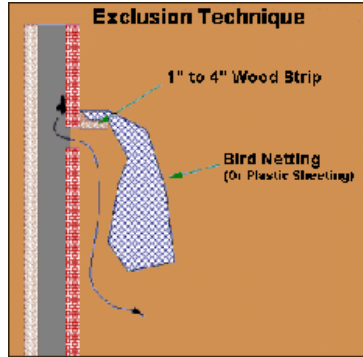 Exclusion Technique
1" to 4" Wood Strip
Bird Netting
(Or Plastic Sheeting)